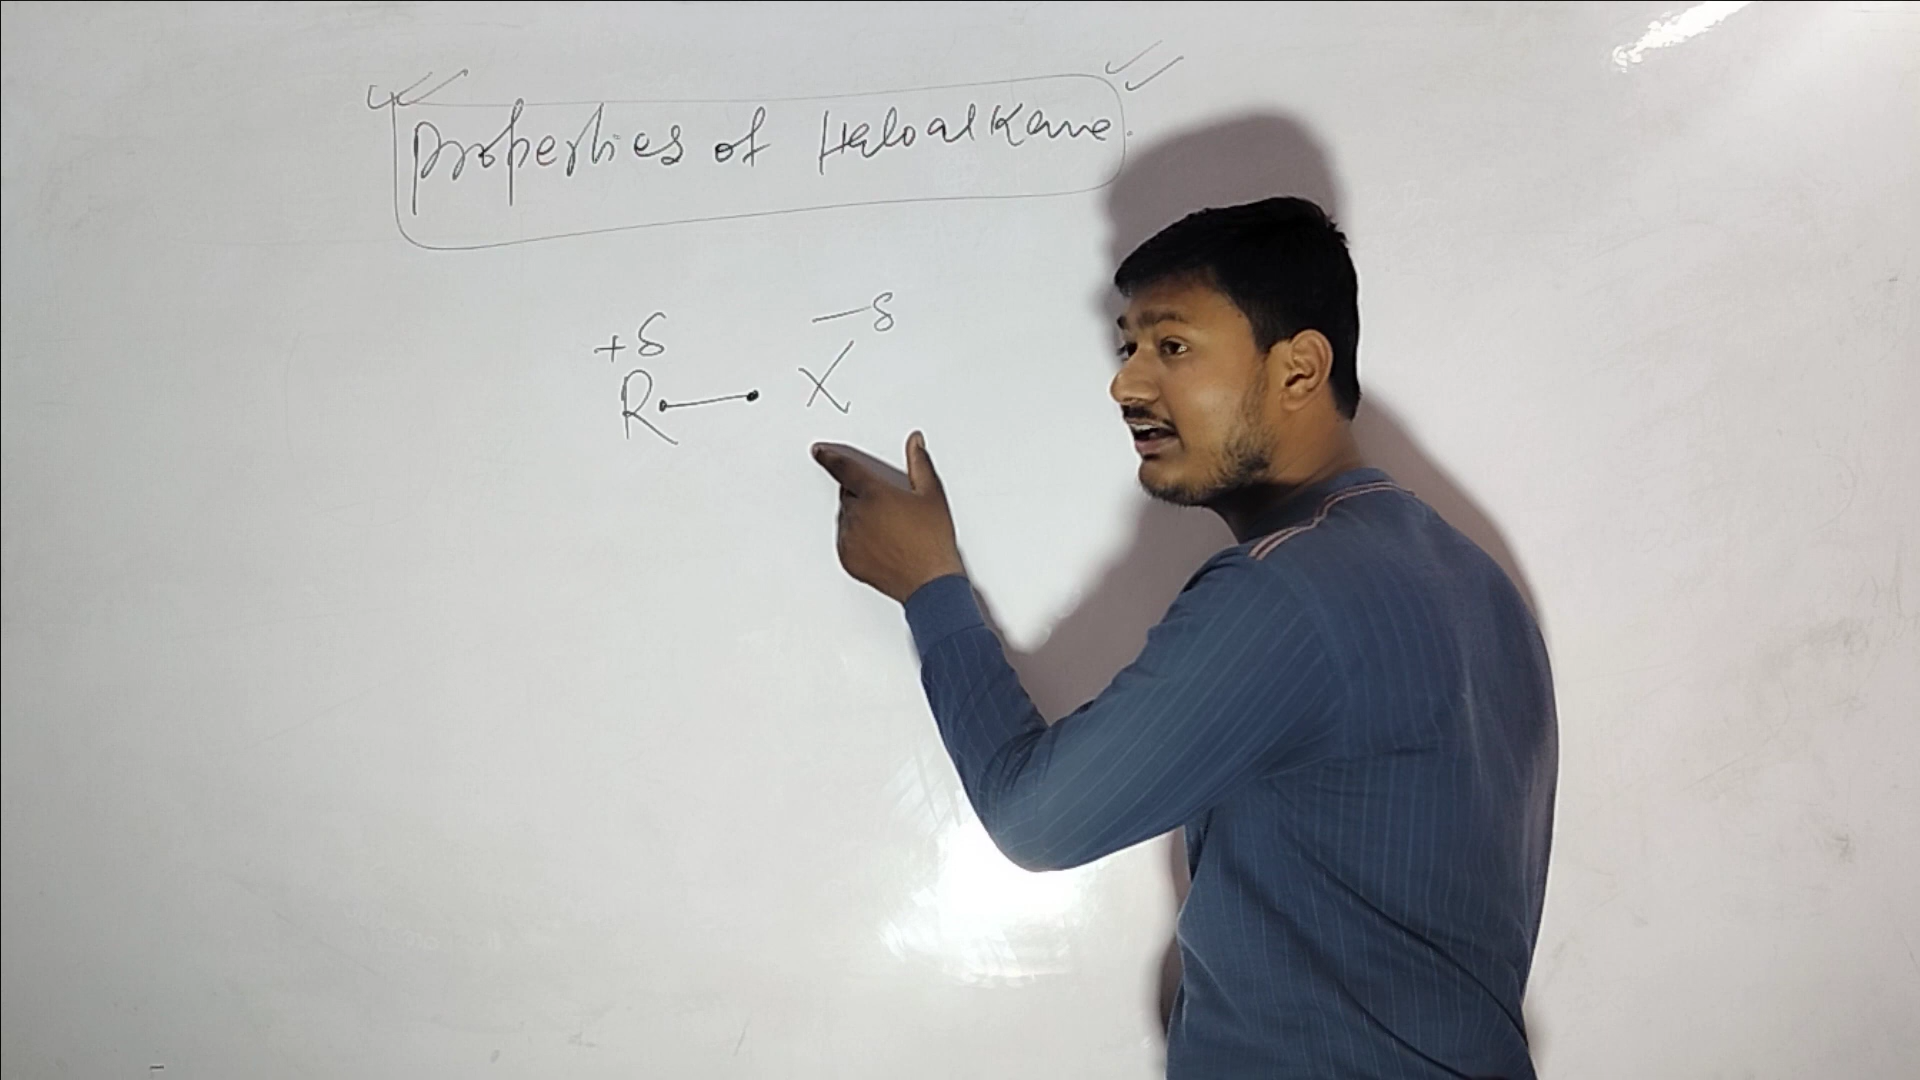 Properties of Haloalkane.
+δ −δ
R — X